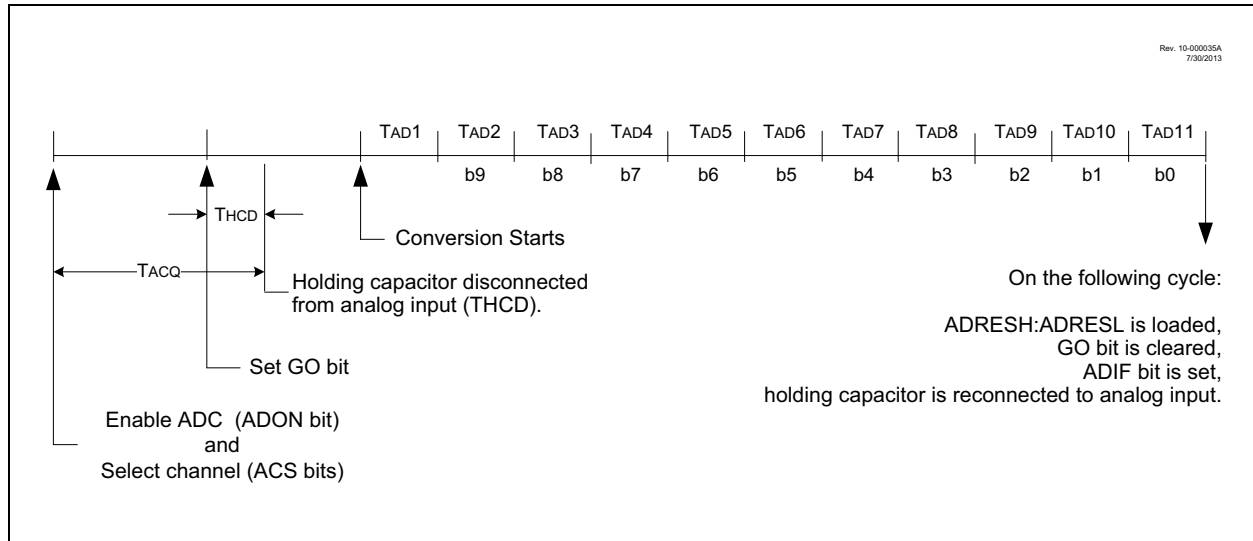 Rev. 10-000035A
7/30/2013
TAD1 TAD2 TAD3 TAD4 TAD5 TAD6 TAD7 TAD8 TAD9 TAD10 TAD11
b9 b8 b7 b6 b5 b4 b3 b2 b1 b0
THCD
Conversion Starts
TACQ
Holding capacitor disconnected
from analog input (THCD).
Set GO bit
Enable ADC (ADON bit)
and
Select channel (ACS bits)
On the following cycle:
ADRESH:ADRESL is loaded,
GO bit is cleared,
ADIF bit is set,
holding capacitor is reconnected to analog input.